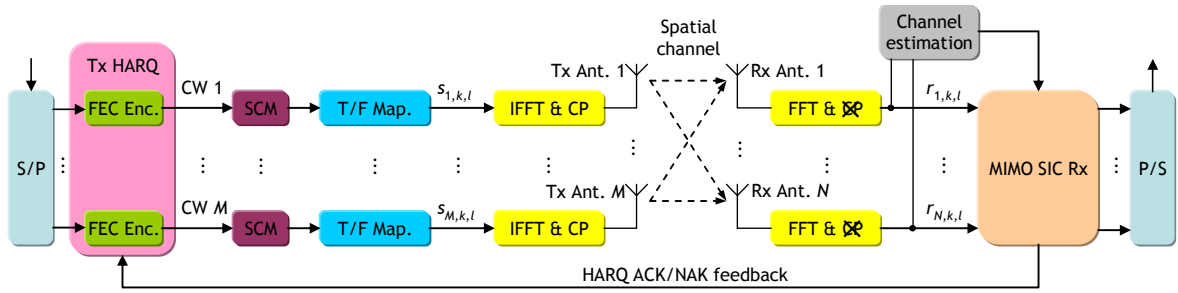 Spatial
channel
Channel
estimation
Tx HARQ
Tx Ant. 1
Rx Ant. 1
FEC Enc.
CW 1
SCM
T/F Map.
s1,k,l
IFFT & CP
FFT & CP
r1,k,l
S/P
⋮
MIMO SIC Rx
P/S
Tx Ant. M
Rx Ant. N
FEC Enc.
CW M
SCM
T/F Map.
sM,k,l
IFFT & CP
FFT & CP
rN,k,l
HARQ ACK/NAK feedback